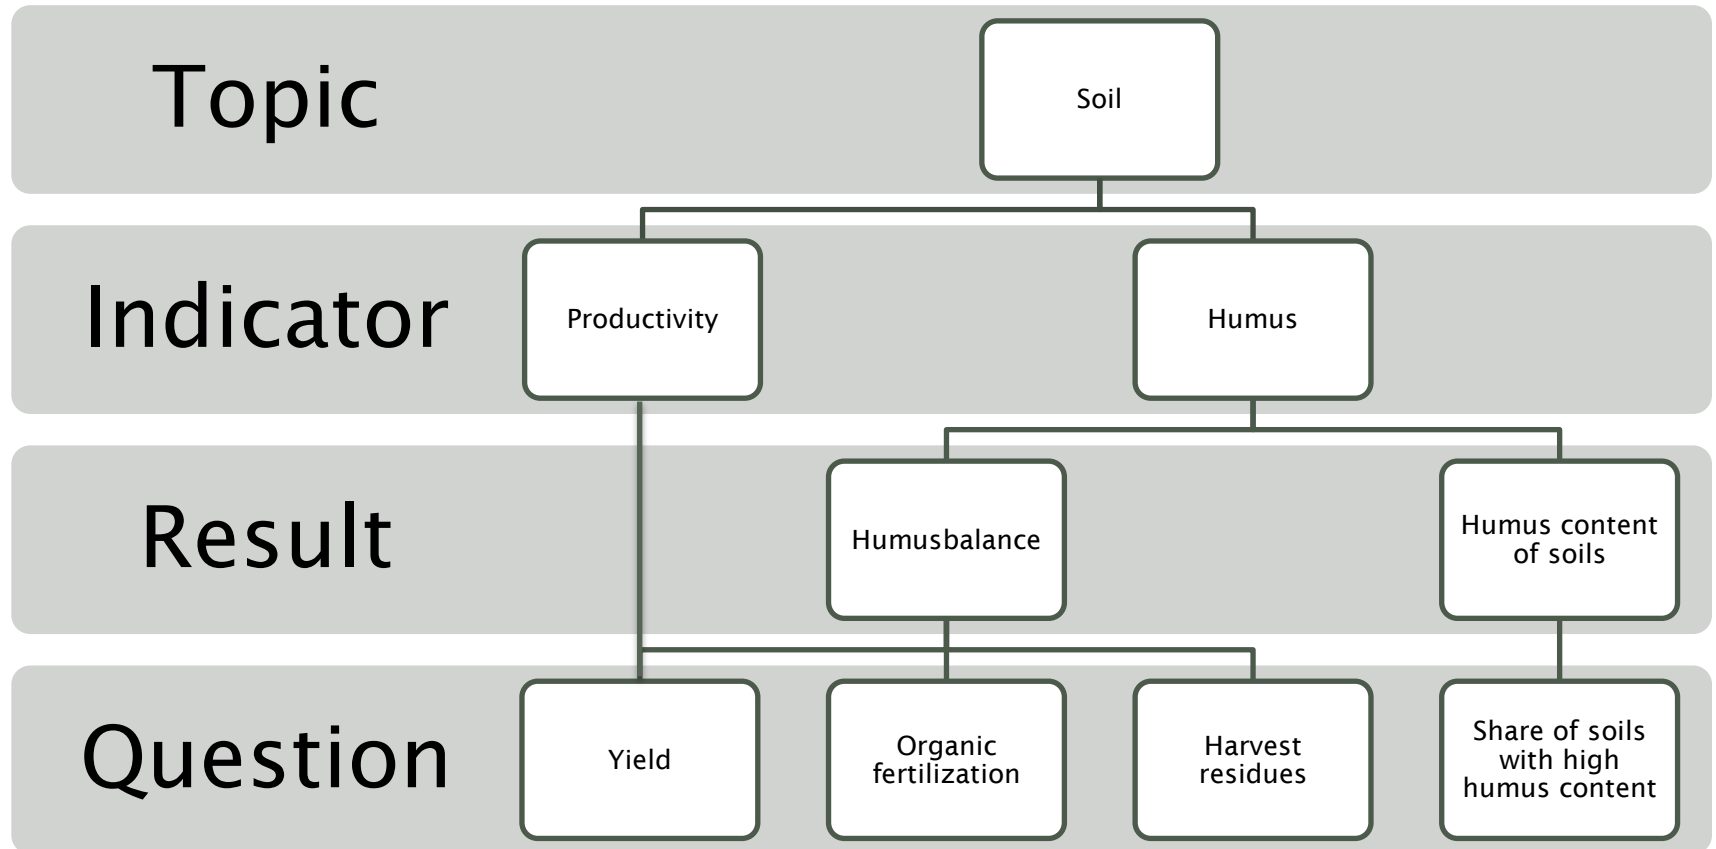 Topic
Soil
Indicator
Productivity
Humus
Result
Humusbalance
Humus content
of soils
Question
Yield
Organic
fertilization
Harvest
residues
Share of soils
with high
humus content